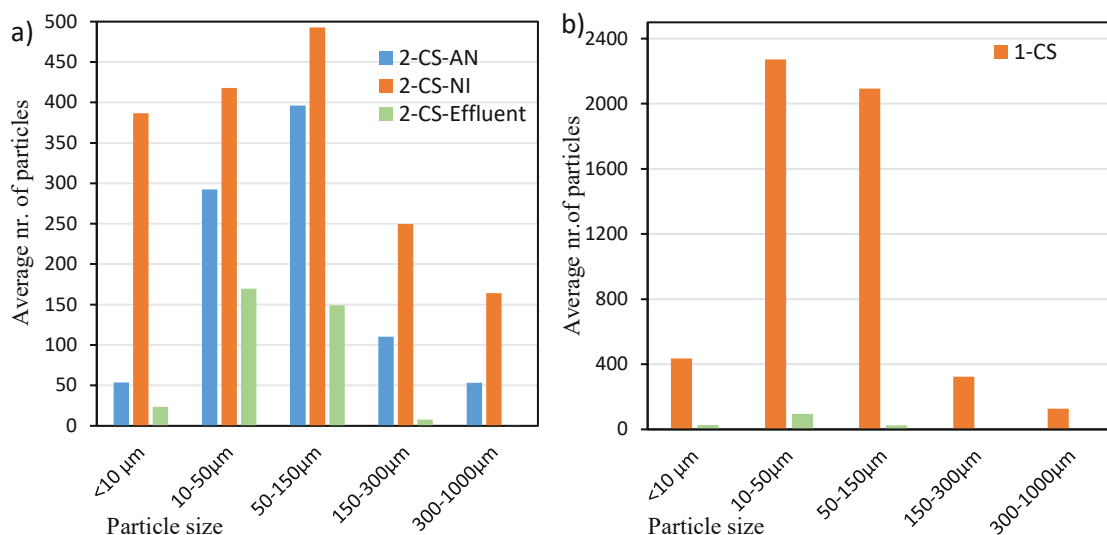 a)
Average nr. of particles
500
450
400
350
300
250
200
150
100
50
0
2-CS-AN
2-CS-NI
2-CS-Effluent
<10 µm
10-50µm
50-150µm
150-300µm
300-1000µm
Particle size
b)
Average nr.of particles
2400
2000
1600
1200
800
400
0
1-CS
<10 µm
10-50µm
50-150µm
150-300µm
300-1000µm
Particle size